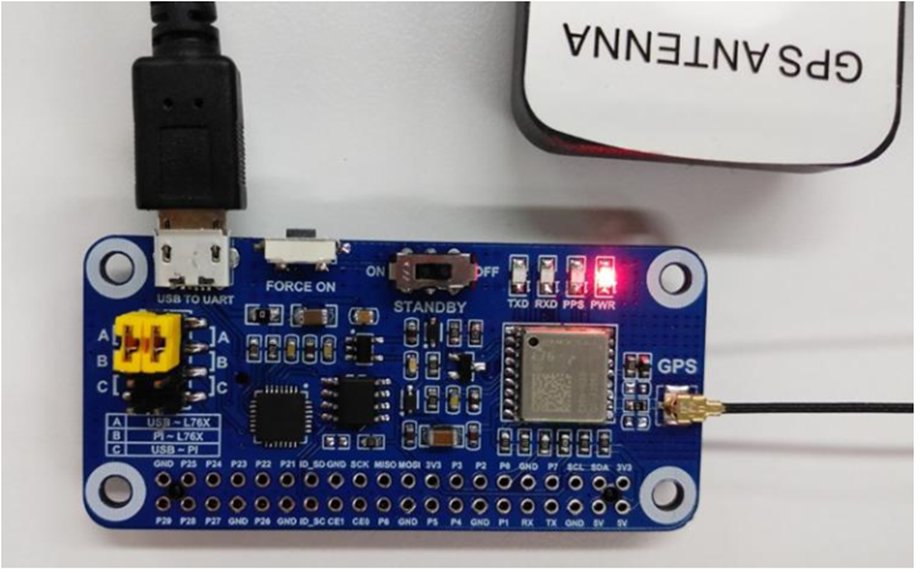 GPS ANTENNA
USB TO UART
FORCE ON
ON
OFF
STANDBY
TXD RXD PPS PWR
A A
B B
C C
GPS
A USB ~ L76X
B Pi ~ L76X
C USB ~ Pi
GND P25 P24 P23 P22 P21 ID_SD GND SCK MISO MOSI 3V3 P3 P2 P6 GND P7 SCL SDA 3V3
P29 P28 P27 GND P26 GND ID_SC CE1 CE0 P6 GND P5 P4 GND P1 RX TX GND 5V 5V